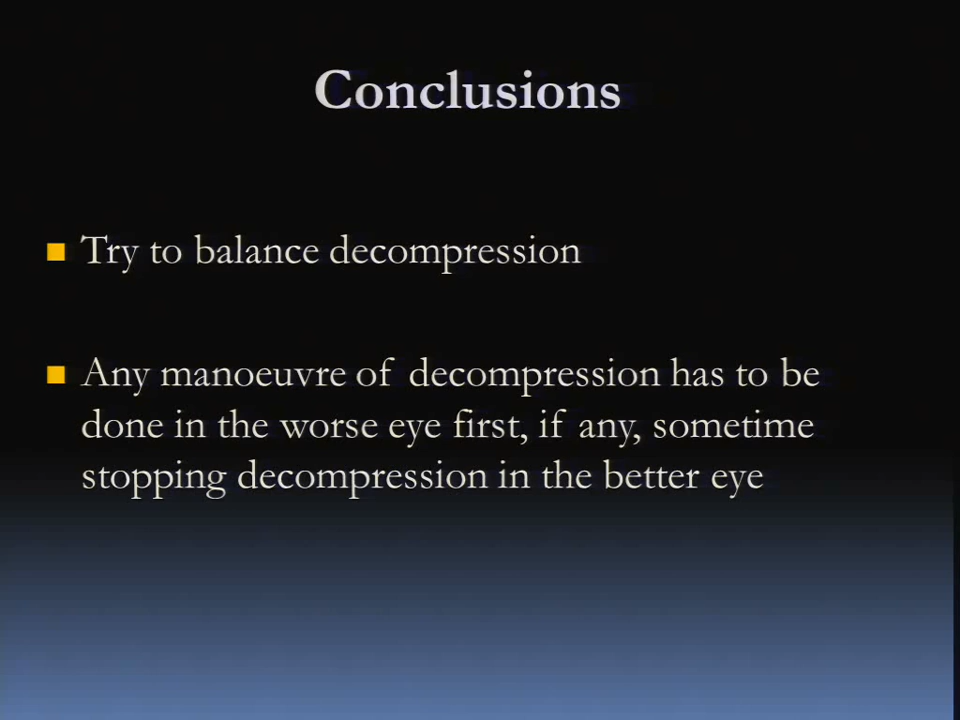 Conclusions
Try to balance decompression
Any manoeuvre of decompression has to be
done in the worse eye first, if any, sometime
stopping decompression in the better eye